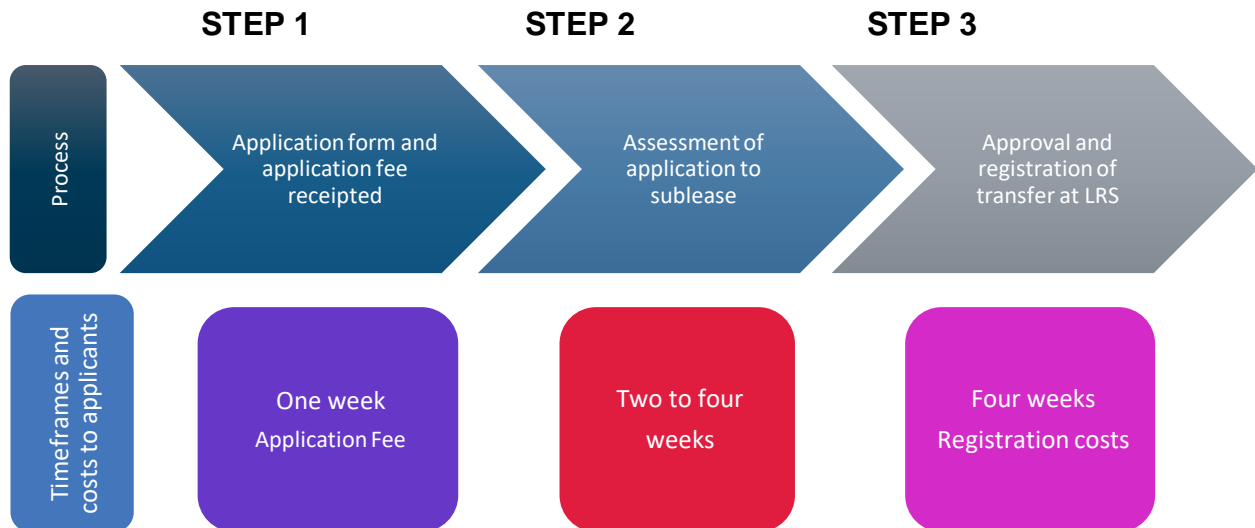 STEP 1
STEP 2
STEP 3
Process
Application form and
application fee
receipted
Assessment of
application to
sublease
Approval and
registration of
transfer at LRS
Timeframes and
costs to applicants
One week
Application Fee
Two to four
weeks
Four weeks
Registration costs